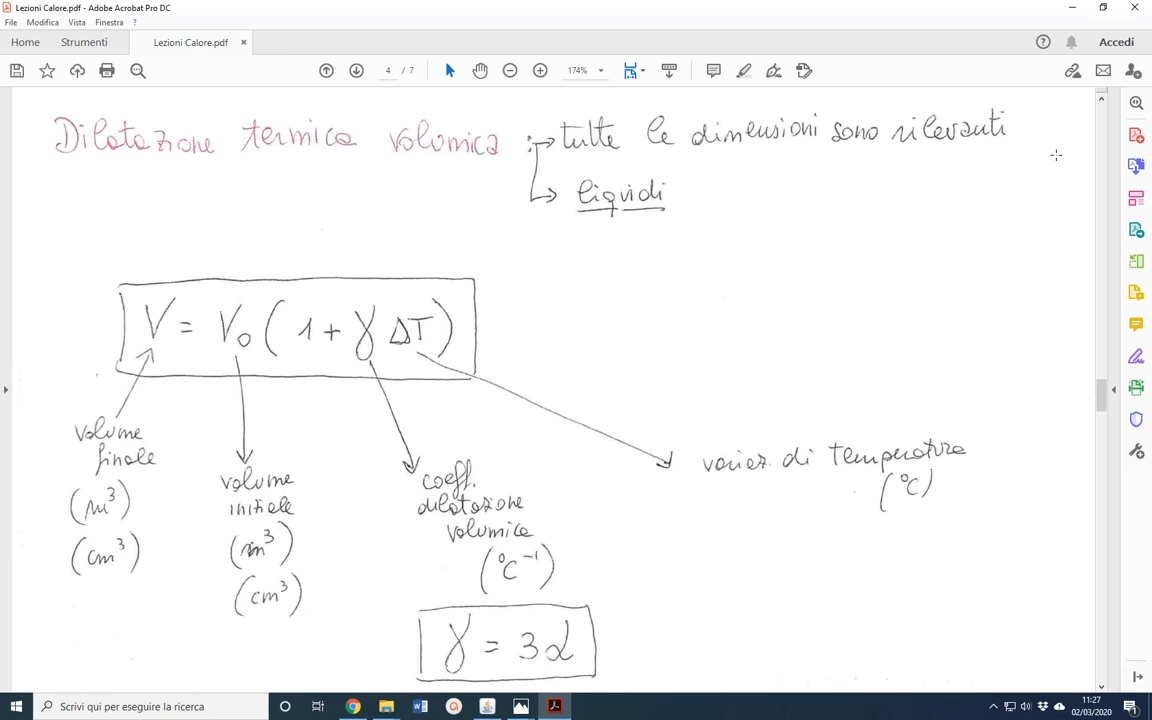 Lezioni Calore.pdf - Adobe Acrobat Pro DC
File Modifica Vista Finestra ?
Home Strumenti Lezioni Calore.pdf × ? Accedi
4 / 7 174%
Dilatazione termica volumica : → tutte le dimensioni sono rilevanti
↳ liquidi
V = V₀ ( 1 + γ ΔT )
volume finale
(m³)
(cm³)
volume iniziale
(m³)
(cm³)
coeff. dilatazione volumica
(°C⁻¹)
variaz. di temperatura
(°C)
γ = 3α
Scrivi qui per eseguire la ricerca
11:27
02/03/2020